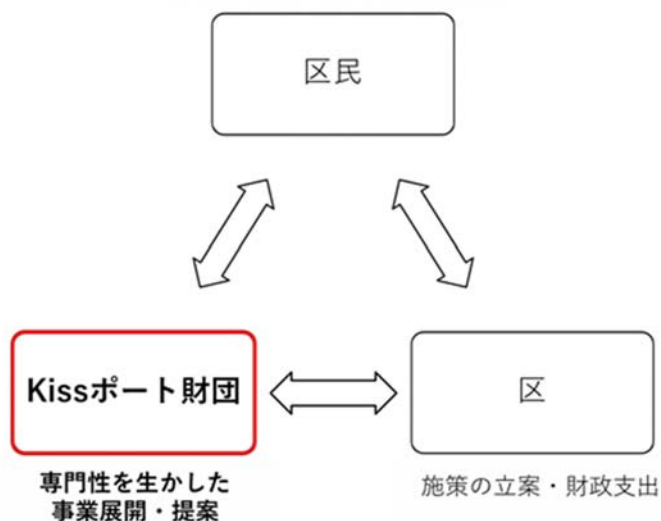 区民
Kissポート財団
区
専門性を生かした
事業展開・提案
施策の立案・財政支出